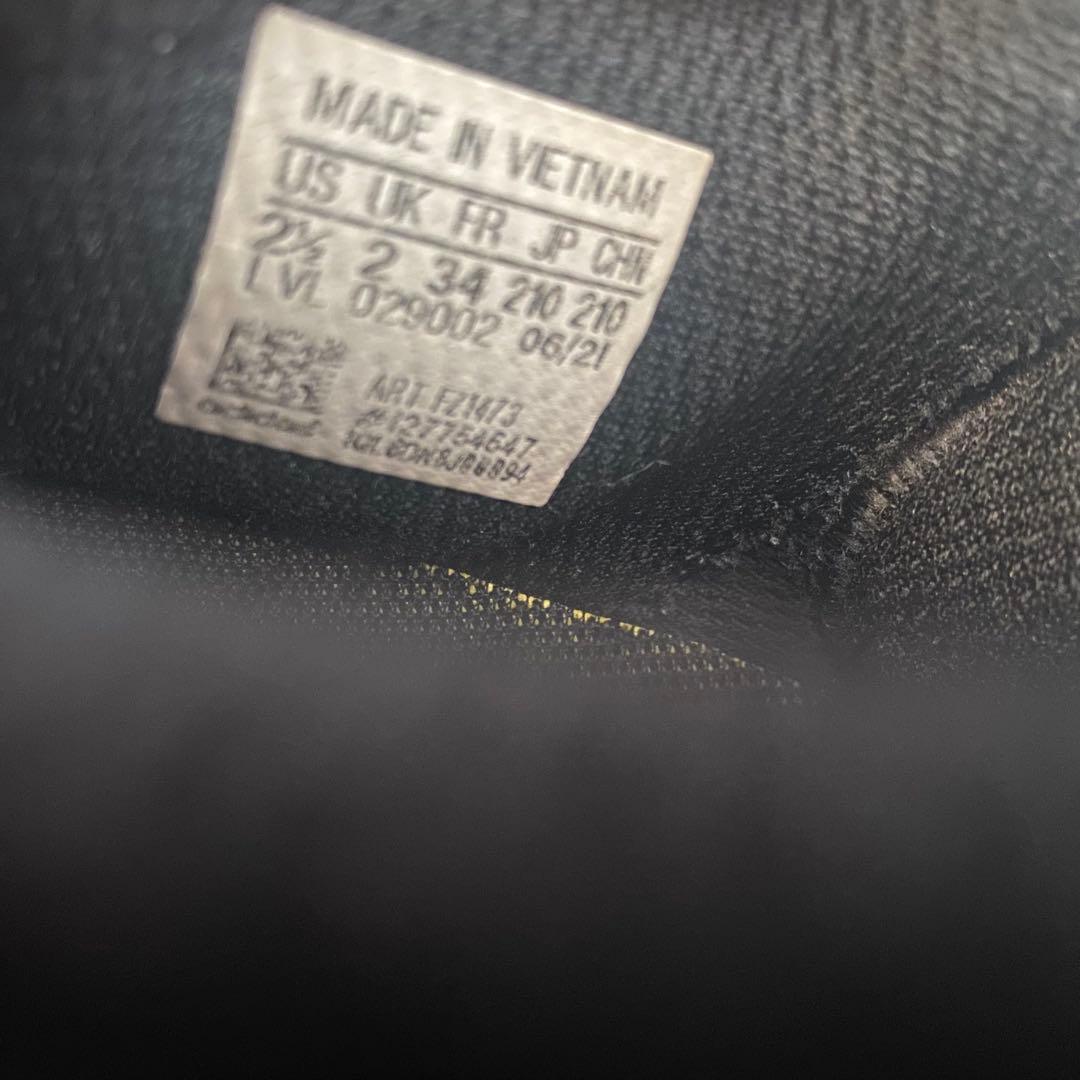 MADE IN VIETNAM
US UK FR JP CHN
2½ 2 34 210 210
LVL 029002 06/21
ART FZ1473
#127754647